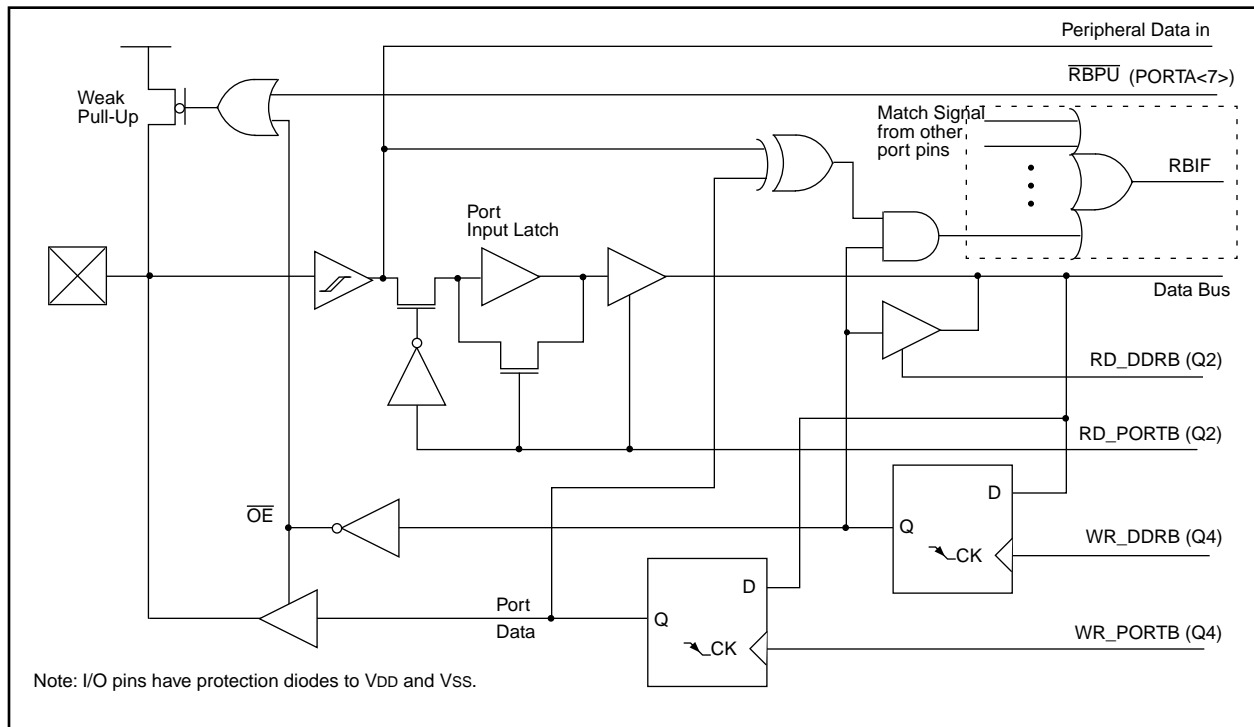 Peripheral Data in
RBPU (PORTA<7>)
Weak
Pull-Up
Match Signal
from other
port pins
RBIF
Port
Input Latch
Data Bus
RD_DDRB (Q2)
RD_PORTB (Q2)
D
OE
Q
CK
WR_DDRB (Q4)
D
Port
Data
Q
CK
WR_PORTB (Q4)
Note: I/O pins have protection diodes to VDD and VSS.